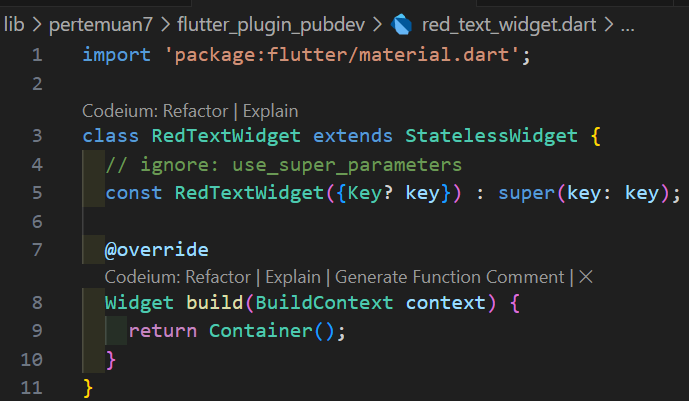 lib > pertemuan7 > flutter_plugin_pubdev > red_text_widget.dart > ...
1 import 'package:flutter/material.dart';
2
Codeium: Refactor | Explain
3 class RedTextWidget extends StatelessWidget {
4 // ignore: use_super_parameters
5 const RedTextWidget({Key? key}) : super(key: key);
6
7 @override
Codeium: Refactor | Explain | Generate Function Comment | ×
8 Widget build(BuildContext context) {
9 return Container();
10 }
11 }